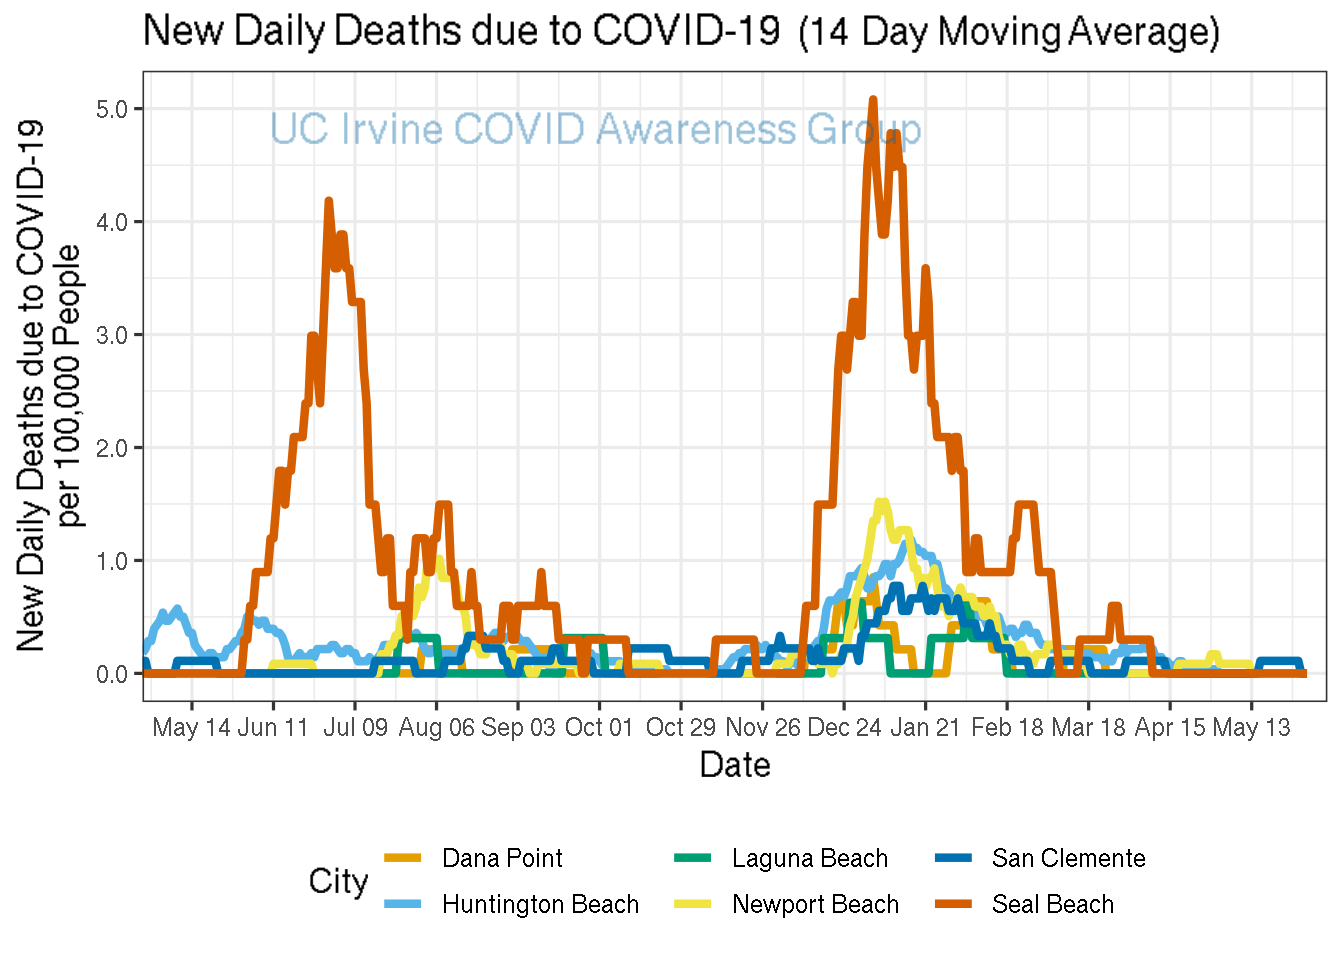 New Daily Deaths due to COVID-19 (14 Day Moving Average)
UC Irvine COVID Awareness Group
New Daily Deaths due to COVID-19
per 100,000 People
5.0
4.0
3.0
2.0
1.0
0.0
May 14 Jun 11 Jul 09 Aug 06 Sep 03 Oct 01 Oct 29 Nov 26 Dec 24 Jan 21 Feb 18 Mar 18 Apr 15 May 13
Date
City
Dana Point Laguna Beach San Clemente
Huntington Beach Newport Beach Seal Beach